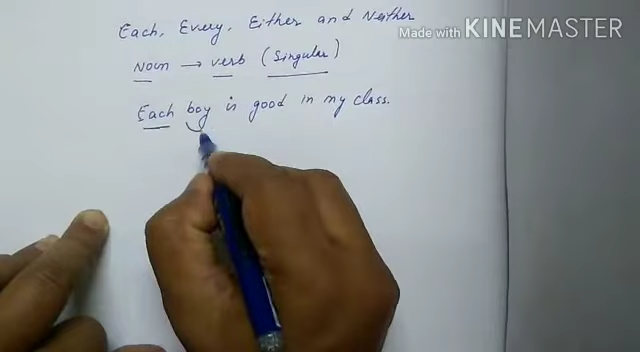 Each, Every, Either and Neither
Made with KINEMASTER
Noun → verb (Singular)
Each boy is good in my class.